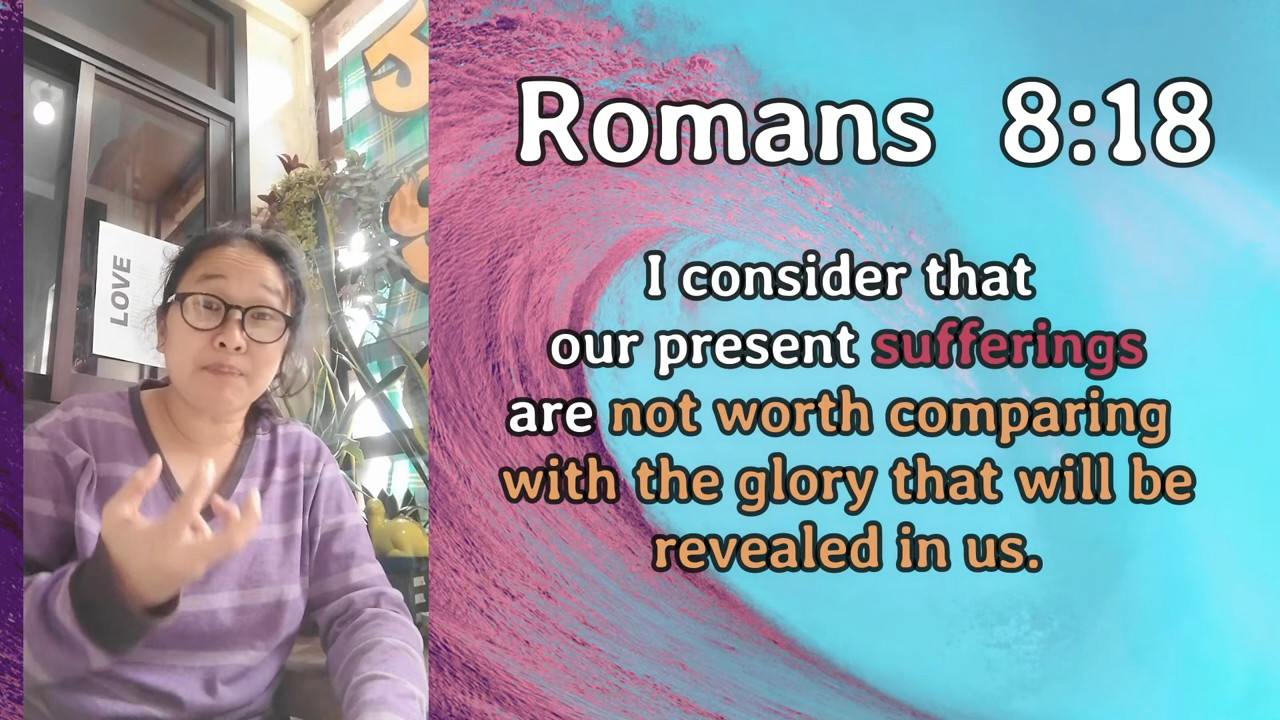 LOVE
Romans 8:18
I consider that
our present sufferings
are not worth comparing
with the glory that will be
revealed in us.